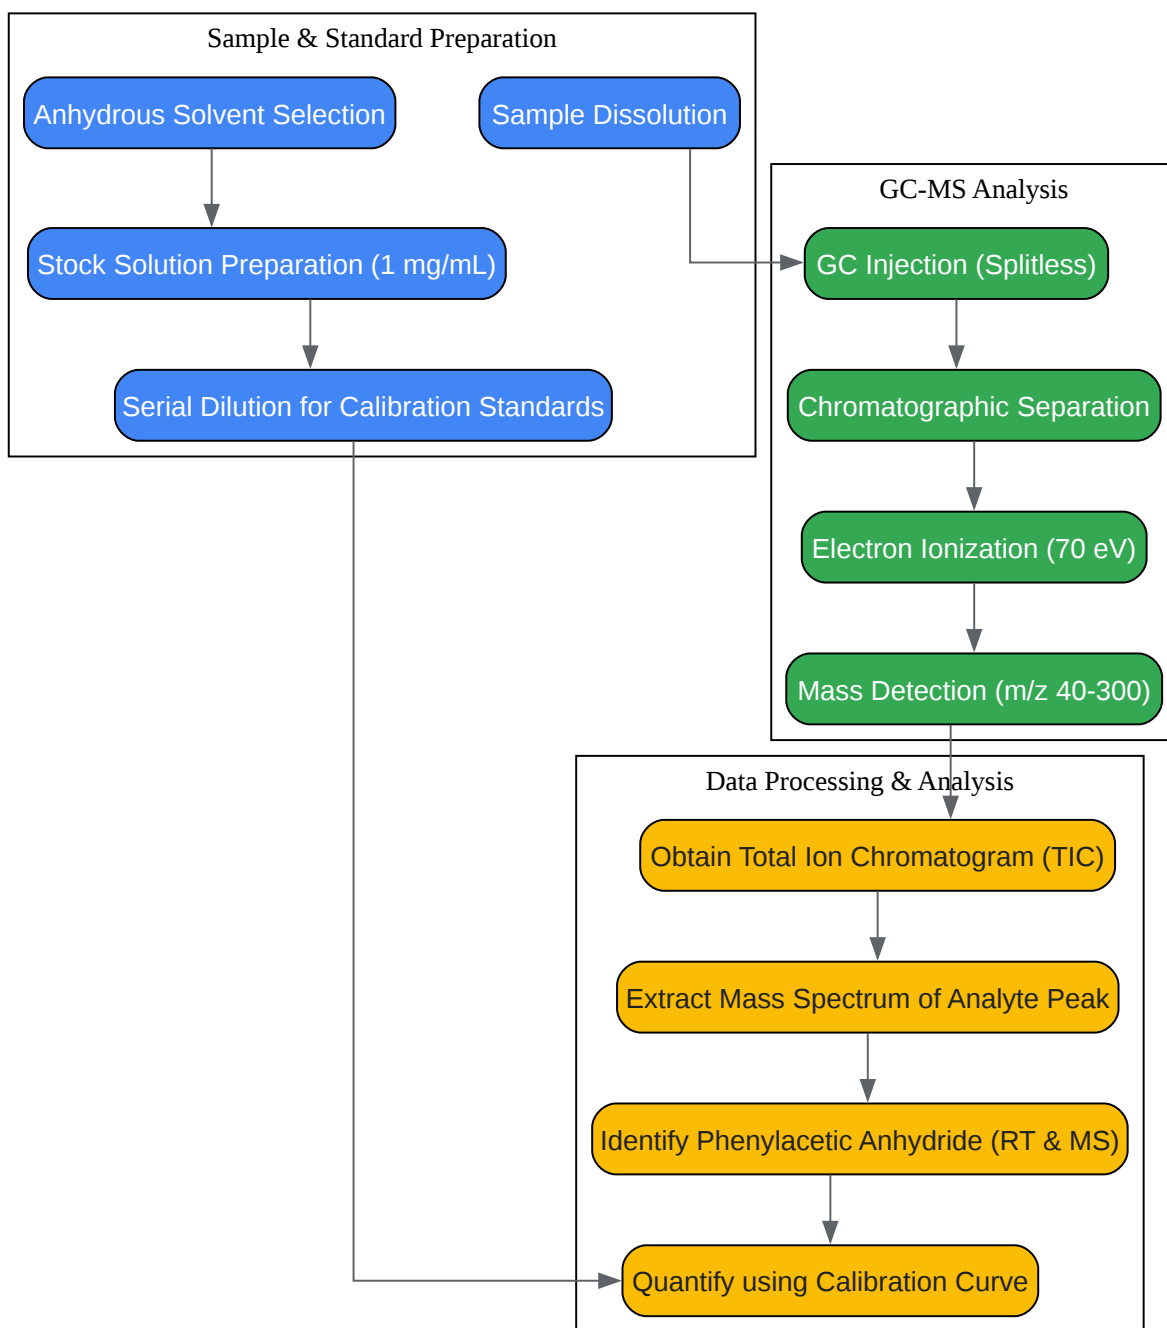 Sample & Standard Preparation
Anhydrous Solvent Selection
Sample Dissolution
Stock Solution Preparation (1 mg/mL)
Serial Dilution for Calibration Standards
GC-MS Analysis
GC Injection (Splitless)
Chromatographic Separation
Electron Ionization (70 eV)
Mass Detection (m/z 40-300)
Data Processing & Analysis
Obtain Total Ion Chromatogram (TIC)
Extract Mass Spectrum of Analyte Peak
Identify Phenylacetic Anhydride (RT & MS)
Quantify using Calibration Curve